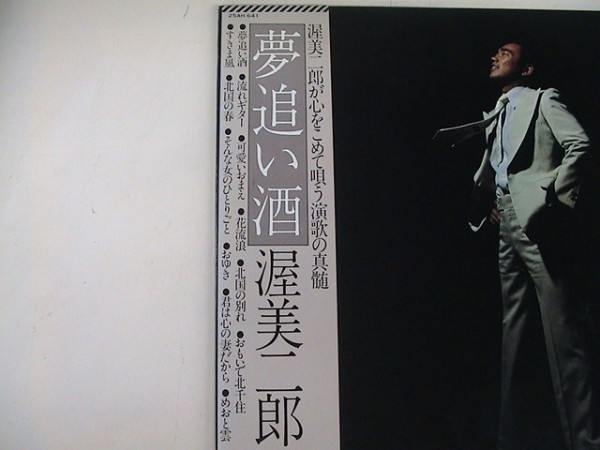 25AH 641
渥美二郎が心をこめて唄う演歌の真髄
夢追い酒
渥美二郎
●夢追い酒●流れギター●可愛いおまえ●花流浪●北国の別れ●おもいで北千住
●すきま風●北国の春●そんな女のひとりごと●おゆき●君は心の妻だから●めおと雲